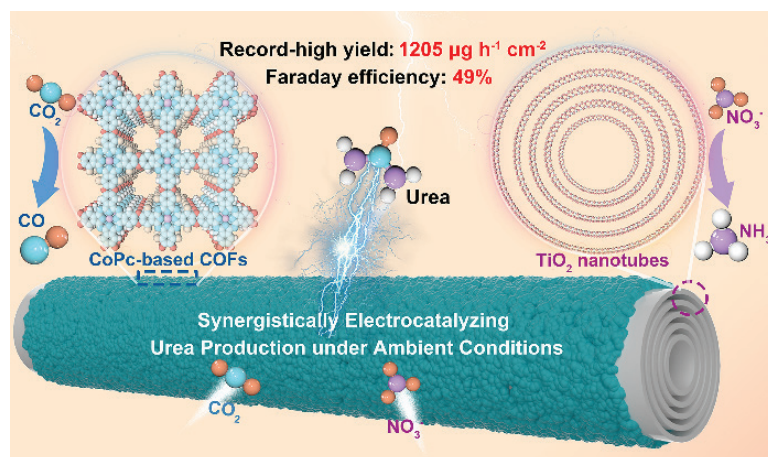 Record-high yield: 1205 μg h⁻¹ cm⁻²
Faraday efficiency: 49%
CO₂
CO
CoPc-based COFs
Urea
NO₃⁻
NH₃
TiO₂ nanotubes
Synergistically Electrocatalyzing
Urea Production under Ambient Conditions
CO₂
NO₃⁻